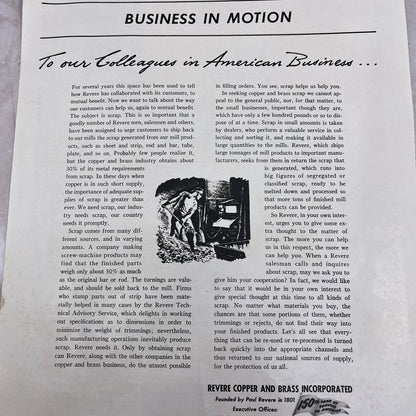 BUSINESS IN MOTION
To our Colleagues in American Business ...
For several years this space has been used to tell
how Revere has collaborated with its customers, to
mutual benefit. Now we want to talk about the way
our customers can help us, again to mutual benefit.
The subject is scrap. This is so important that a
goodly number of Revere men, salesmen and others,
have been assigned to urge customers to ship back
to our mills the scrap generated from our mill prod-
ucts, such as sheet and strip, rod and bar, tube,
plate, and so on. Probably few people realize it,
but the copper and brass industry obtains about
30% of its metal requirements
from scrap. In these days when
copper is in such short supply,
the importance of adequate sup-
plies of scrap is greater than
ever. We need scrap, our indus-
try needs scrap, our country
needs it promptly.
Scrap comes from many dif-
ferent sources, and in varying
amounts. A company making
screw-machine products may
find that the finished parts
weigh only about 50% as much
as the original bar or rod. The turnings are valu-
able, and should be sold back to the mill. Firms
who stamp parts out of strip have been mate-
rially helped in many cases by the Revere Tech-
nical Advisory Service, which delights in working
out specifications as to dimensions in order to
minimize the weight of trimmings; nevertheless,
such manufacturing operations inevitably produce
scrap. Revere needs it. Only by obtaining scrap
can Revere, along with the other companies in the
copper and brass business, do the utmost possible
in filling orders. You see, scrap helps us help you.
In seeking copper and brass scrap we cannot ap-
peal to the general public, nor, for that matter, to
the small businesses, important though they are,
which have only a few hundred pounds or so to dis-
pose of at a time. Scrap in small amounts is taken
by dealers, who perform a valuable service in col-
lecting and sorting it, and making it available in
large quantities to the mills. Revere, which ships
large tonnages of mill products to important manu-
facturers, seeks from them in return the scrap that
is generated, which runs into
big figures of segregated or
classified scrap, ready to be
melted down and processed so
that more tons of finished mill
products can be provided.
So Revere, in your own inter-
est, urges you to give some ex-
tra thought to the matter of
scrap. The more you can help
us in this respect, the more we
can help you. When a Revere
salesman calls and inquires
about scrap, may we ask you to
give him your cooperation? In fact, we would like
to say that it would be in your own interest to
give special thought at this time to all kinds of
scrap. No matter what materials you buy, the
chances are that some portions of them, whether
trimmings or rejects, do not find their way into
your finished products. Let's all see that every-
thing that can be re-used or re-processed is turned
back quickly into the appropriate channels and
thus returned to our national sources of supply,
for the protection of us all.
REVERE COPPER AND BRASS INCORPORATED
Founded by Paul Revere in 1801
Executive Offices: